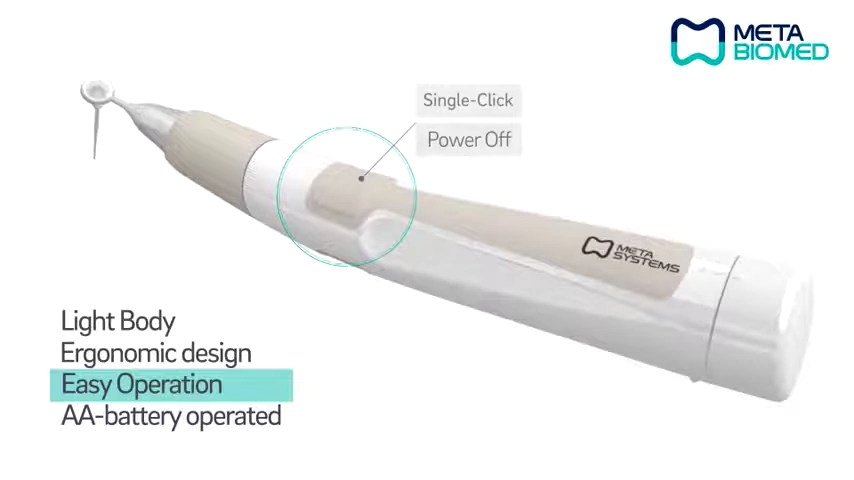 META
BIOMED
Single-Click
Power Off
META
SYSTEMS
Light Body
Ergonomic design
Easy Operation
AA-battery operated